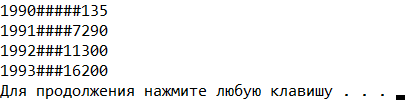 1990#####135
1991####7290
1992###11300
1993###16200
Для продолжения нажмите любую клавишу . . .